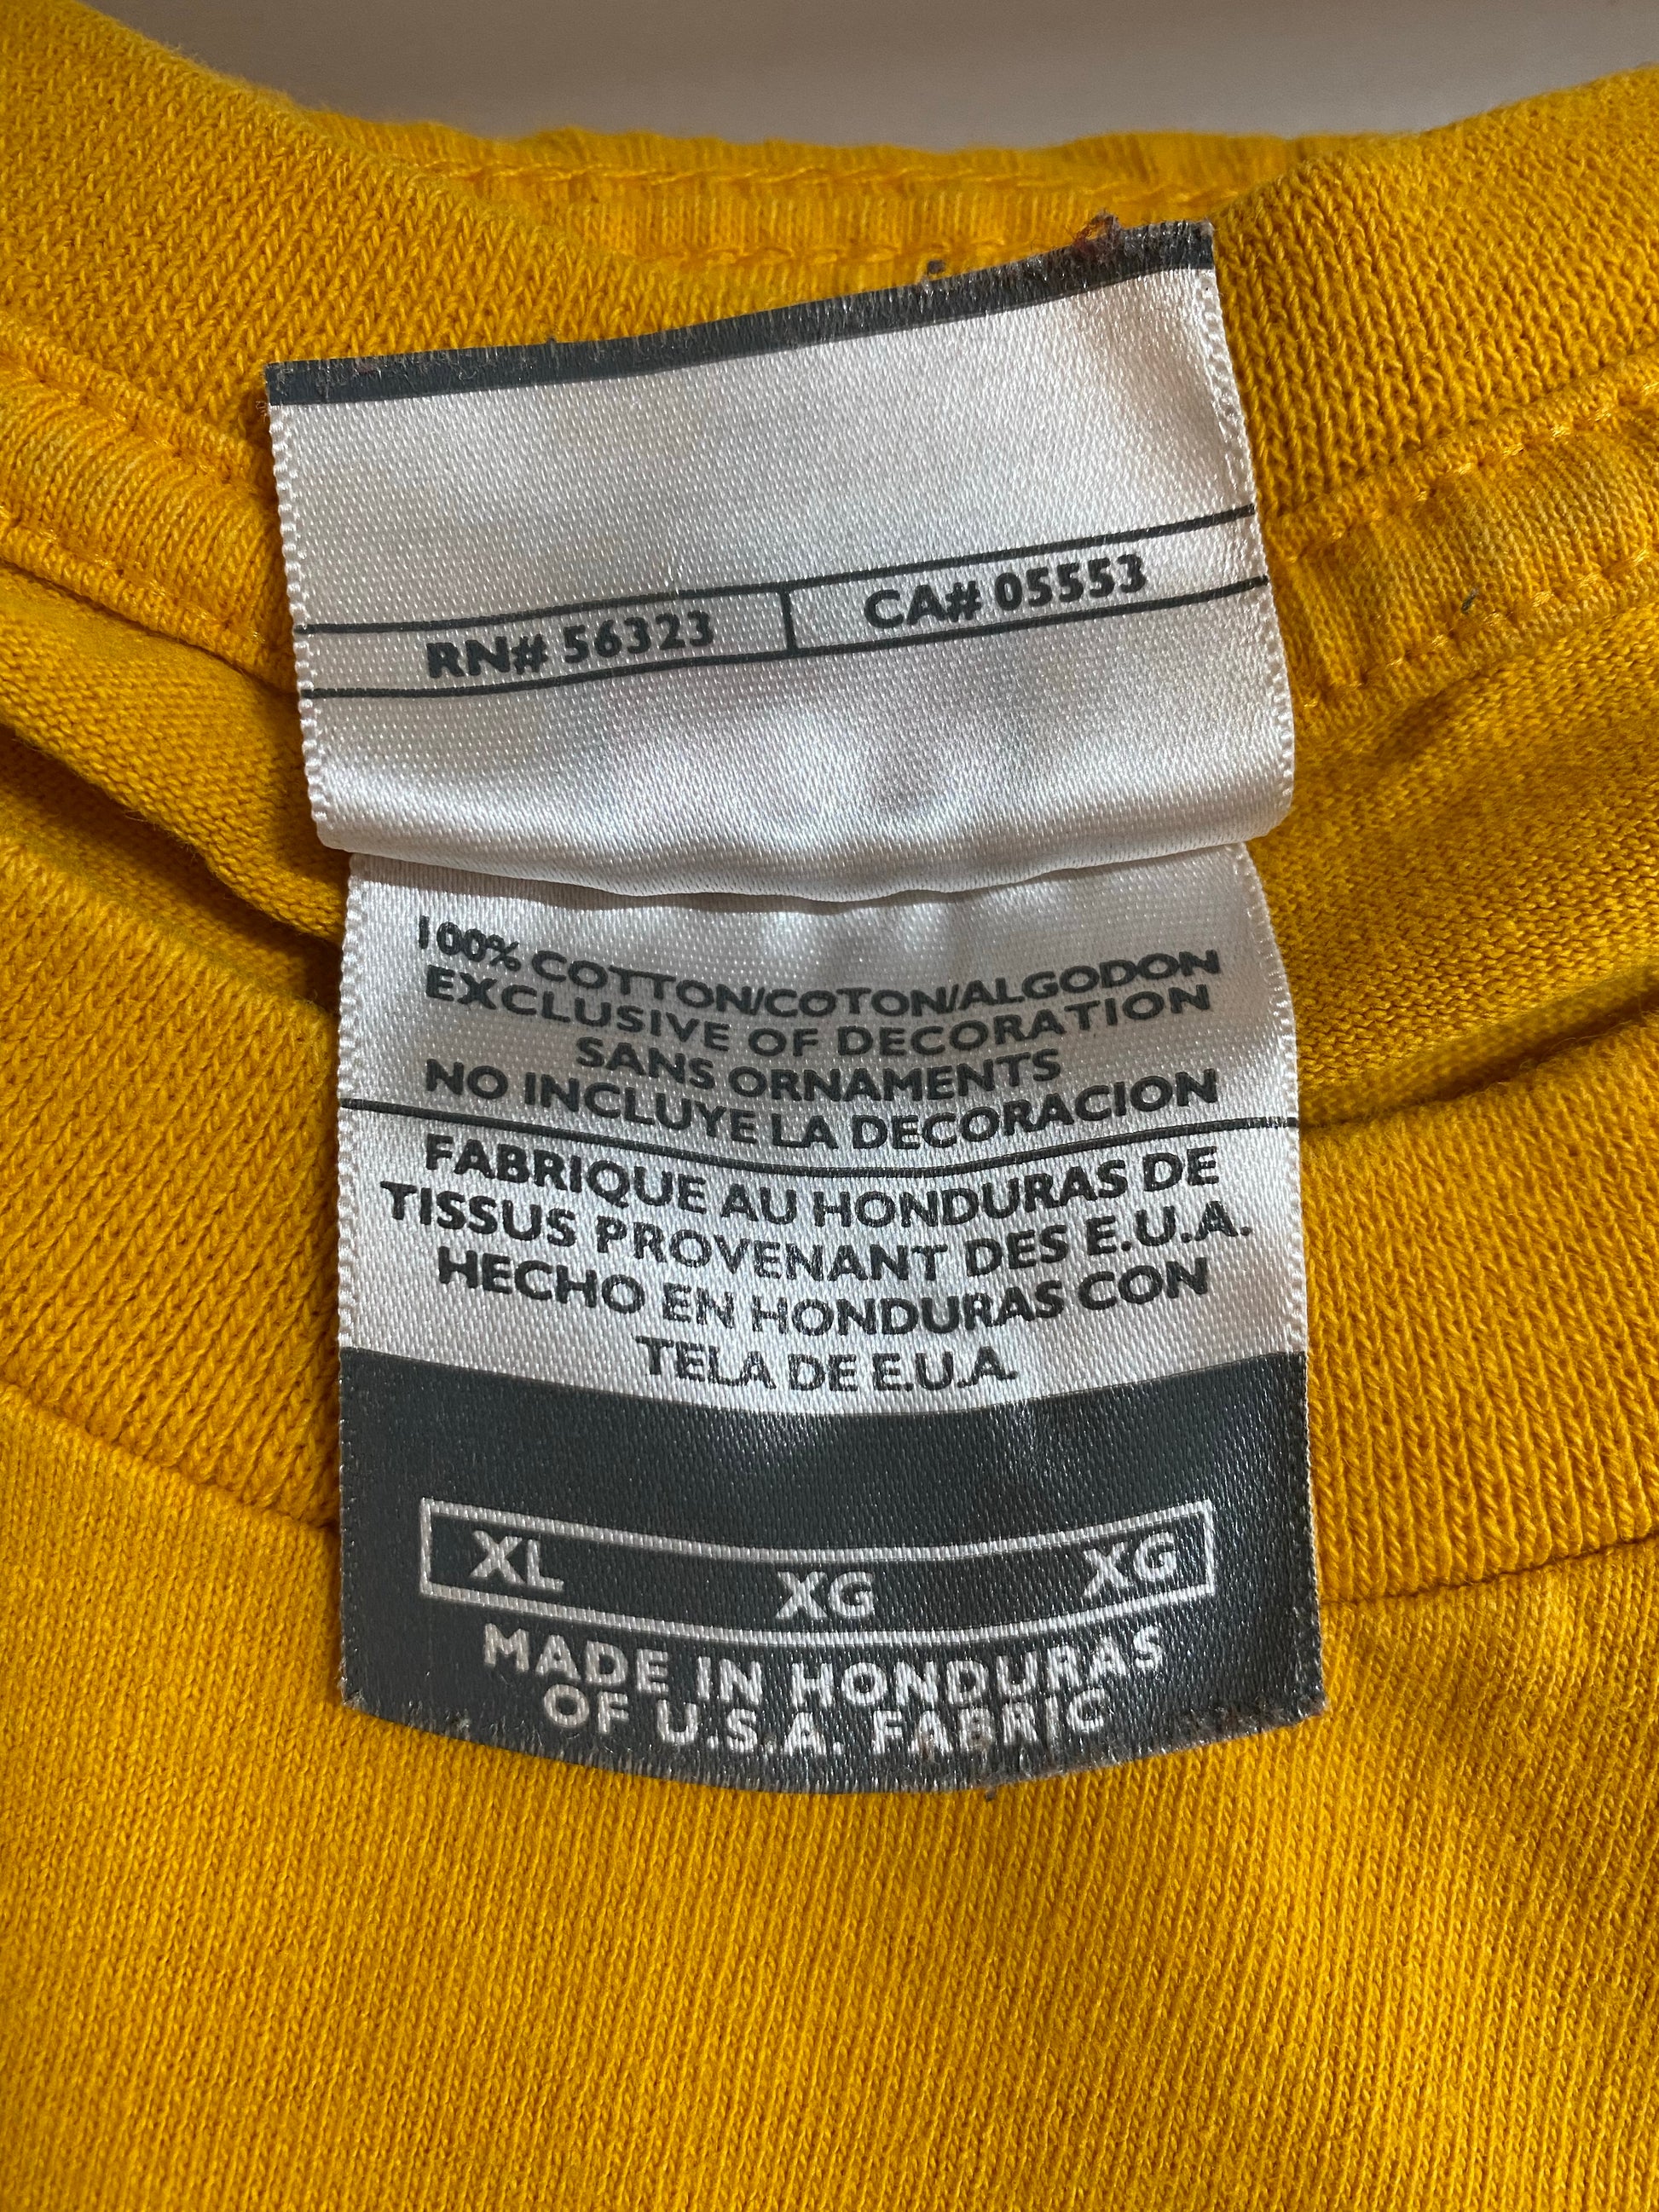 RN# 56323 CA# 05553
100% COTTON/COTON/ALGODON
EXCLUSIVE OF DECORATION
SANS ORNAMENTS
NO INCLUYE LA DECORACION
FABRIQUE AU HONDURAS DE
TISSUS PROVENANT DES E.U.A.
HECHO EN HONDURAS CON
TELA DE E.U.A.
XL XG XG
MADE IN HONDURAS
OF U.S.A. FABRIC